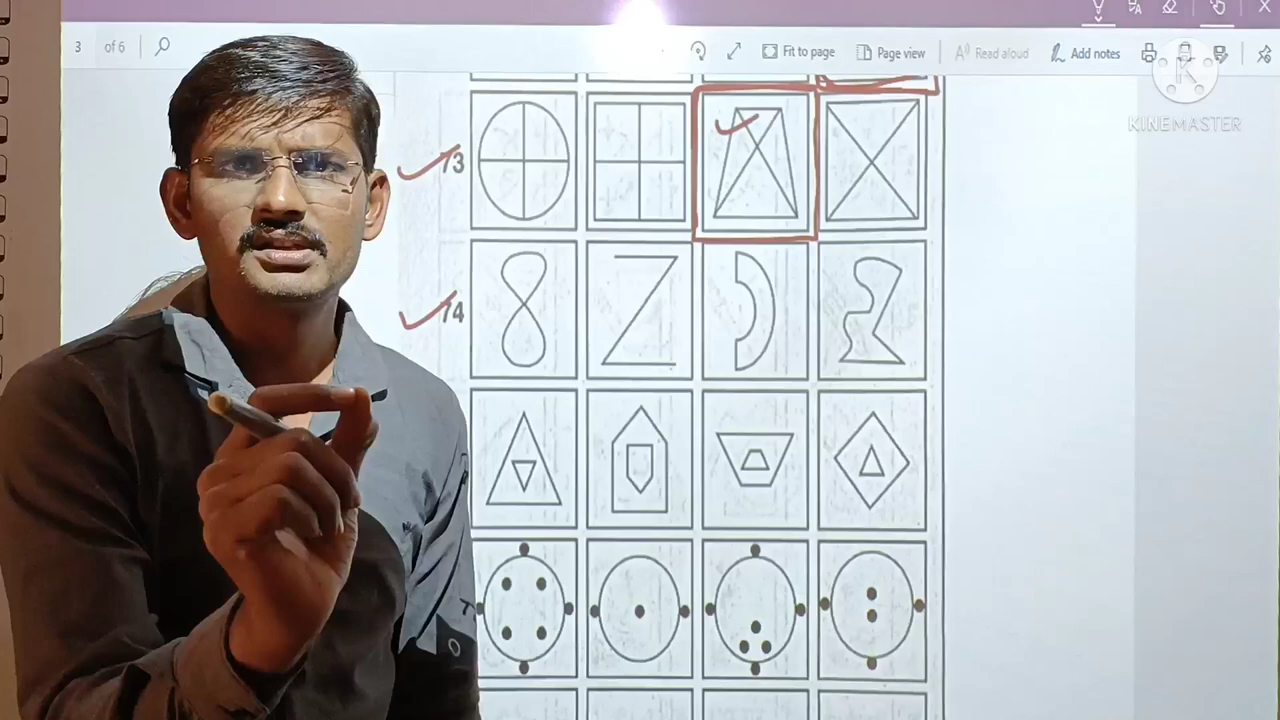 3 of 6 Fit to page Page view Read aloud Add notes
K
KINEMASTER
13
14